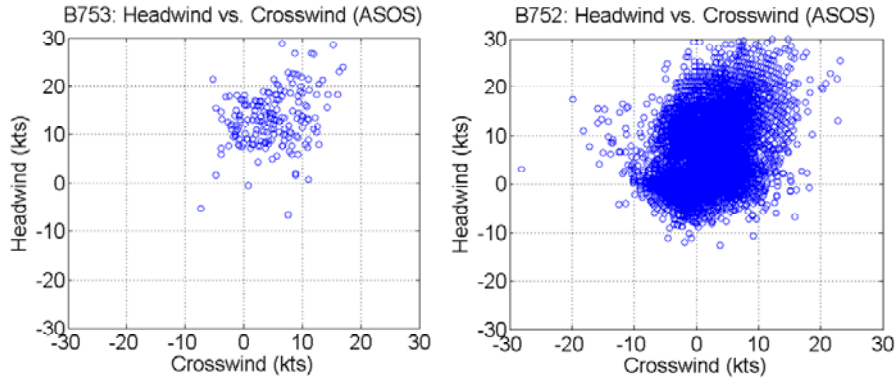 B753: Headwind vs. Crosswind (ASOS)
30
20
10
0
-10
-20
-30
Headwind (kts)
-30 -20 -10 0 10 20 30
Crosswind (kts)
B752: Headwind vs. Crosswind (ASOS)
30
20
10
0
-10
-20
-30
Headwind (kts)
-30 -20 -10 0 10 20 30
Crosswind (kts)